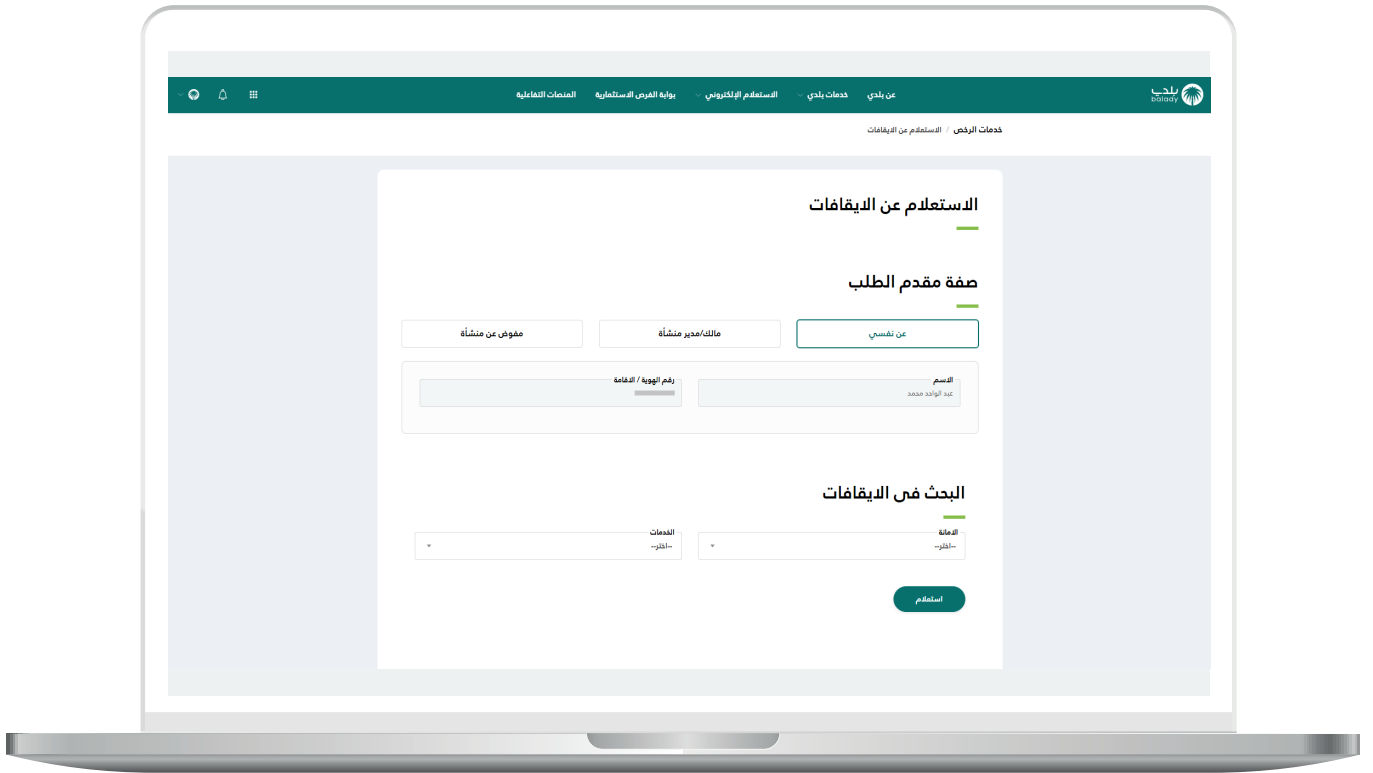 بلدي
balady
عن بلدي خدمات بلدي الاستعلام الإلكتروني بوابة الفرص الاستثمارية المنصات التفاعلية
خدمات الرخص / الاستعلام عن الايقافات
الاستعلام عن الايقافات
صفة مقدم الطلب
عن نفسي مالك/مدير منشأة مفوض عن منشأة
الاسم رقم الهوية / الاقامة
عبد الواحد محمد
البحث فى الايقافات
الامانة الخدمات
--اختر-- --اختر--
استعلام